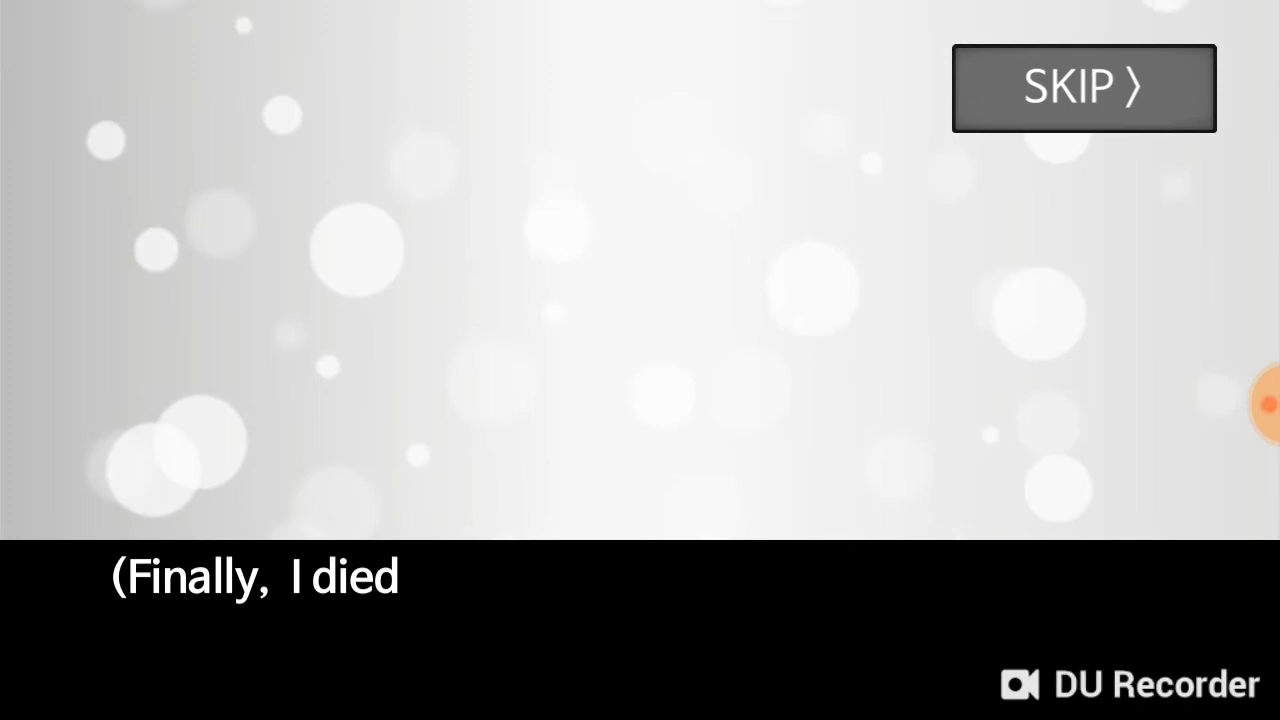 SKIP 〉
(Finally, I died
DU Recorder